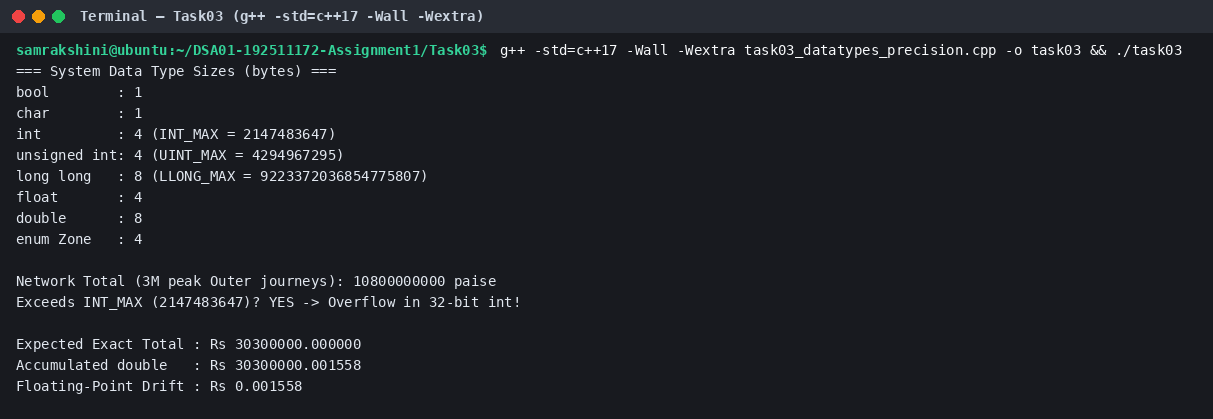 Terminal — Task03 (g++ -std=c++17 -Wall -Wextra)
samrakshini@ubuntu:~/DSA01-192511172-Assignment1/Task03$ g++ -std=c++17 -Wall -Wextra task03_datatypes_precision.cpp -o task03 && ./task03
=== System Data Type Sizes (bytes) ===
bool        : 1
char        : 1
int         : 4 (INT_MAX = 2147483647)
unsigned int: 4 (UINT_MAX = 4294967295)
long long   : 8 (LLONG_MAX = 9223372036854775807)
float       : 4
double      : 8
enum Zone   : 4
Network Total (3M peak Outer journeys): 10800000000 paise
Exceeds INT_MAX (2147483647)? YES -> Overflow in 32-bit int!
Expected Exact Total : Rs 30300000.000000
Accumulated double   : Rs 30300000.001558
Floating-Point Drift : Rs 0.001558